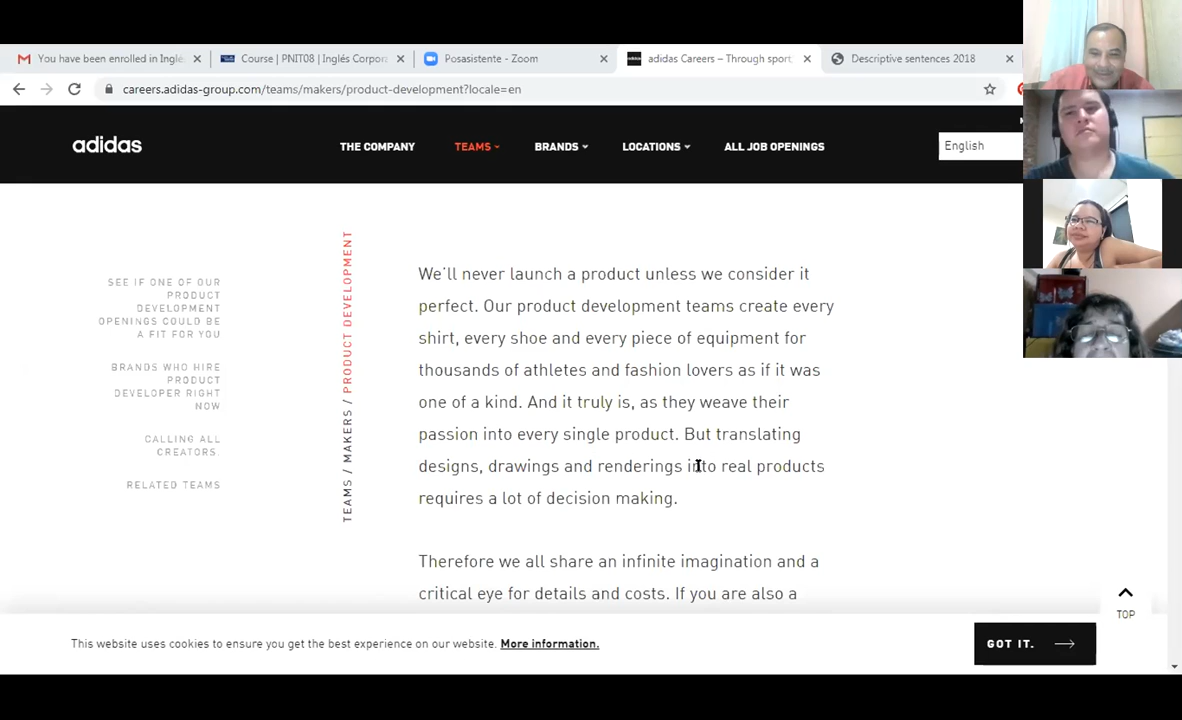 You have been enrolled in Inglé
Course | PNIT08 | Inglés Corpora
Posasistente - Zoom
adidas Careers – Through sport,
Descriptive sentences 2018
careers.adidas-group.com/teams/makers/product-development?locale=en
adidas
THE COMPANY
TEAMS
BRANDS
LOCATIONS
ALL JOB OPENINGS
English
SEE IF ONE OF OUR
PRODUCT
DEVELOPMENT
OPENINGS COULD BE
A FIT FOR YOU
BRANDS WHO HIRE
PRODUCT
DEVELOPER RIGHT
NOW
CALLING ALL
CREATORS.
RELATED TEAMS
TEAMS / MAKERS / PRODUCT DEVELOPMENT
We'll never launch a product unless we consider it
perfect. Our product development teams create every
shirt, every shoe and every piece of equipment for
thousands of athletes and fashion lovers as if it was
one of a kind. And it truly is, as they weave their
passion into every single product. But translating
designs, drawings and renderings into real products
requires a lot of decision making.
Therefore we all share an infinite imagination and a
critical eye for details and costs. If you are also a
TOP
This website uses cookies to ensure you get the best experience on our website. More information.
GOT IT.